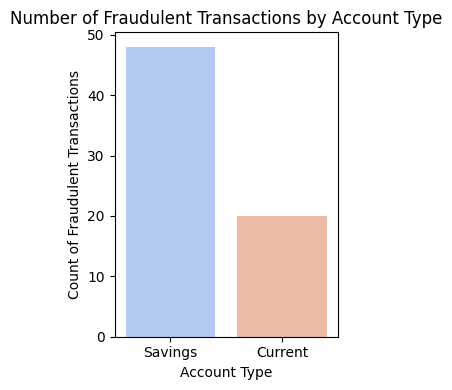 Number of Fraudulent Transactions by Account Type
Count of Fraudulent Transactions
50
40
30
20
10
0
Savings Current
Account Type